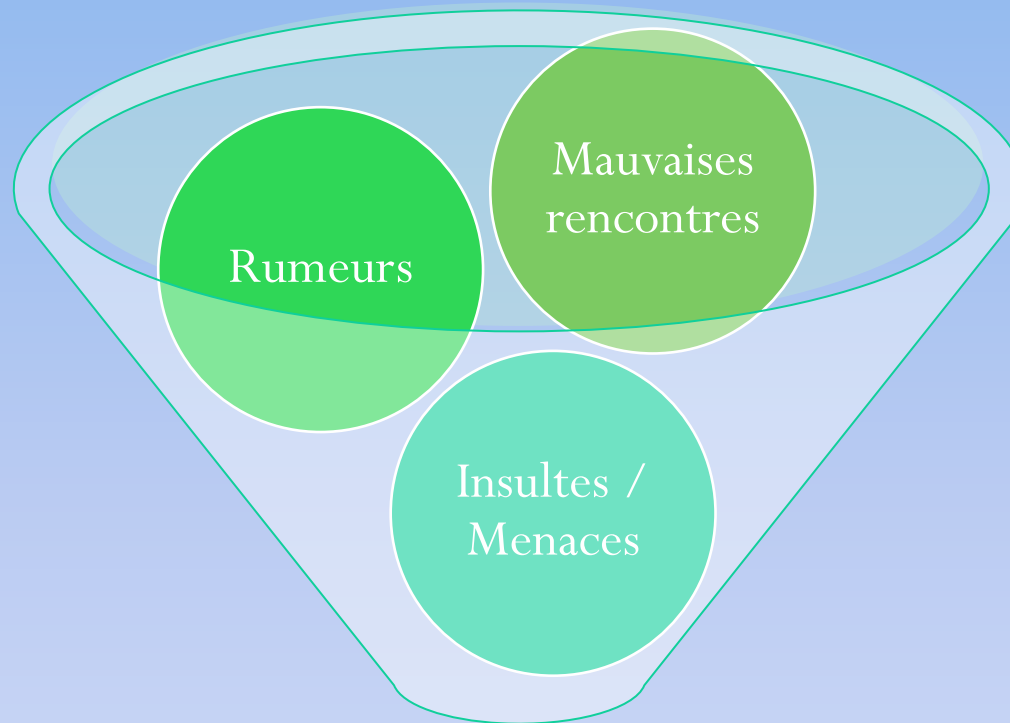 Mauvaises
rencontres
Rumeurs
Insultes /
Menaces